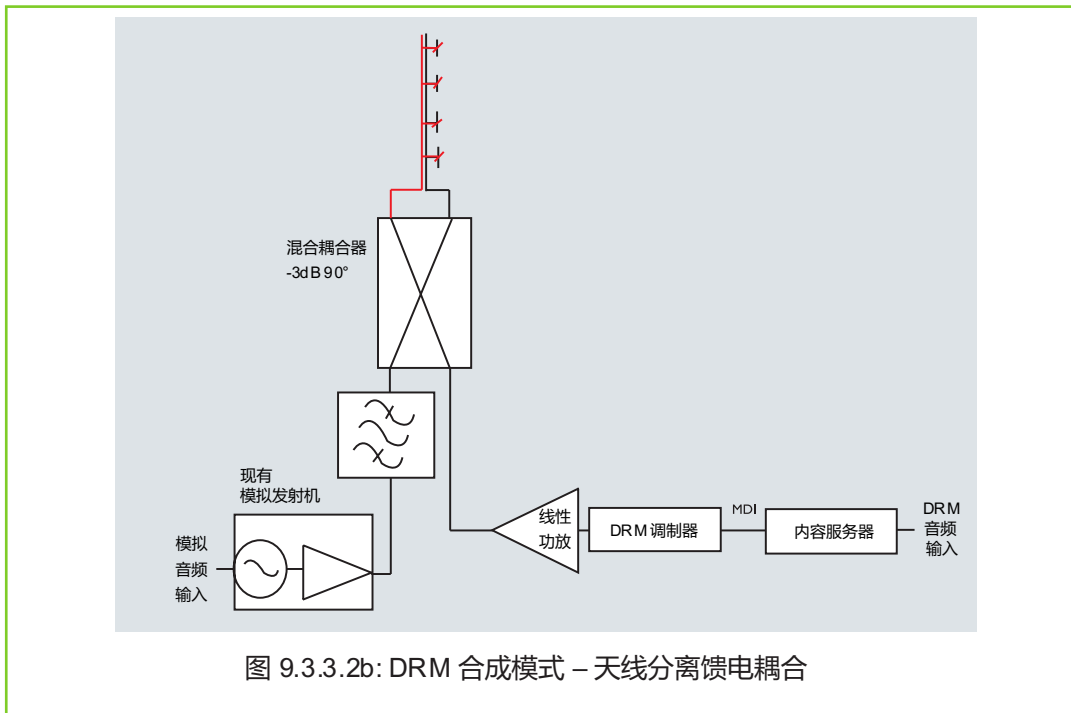 混合耦合器
-3dB 90°
现有
模拟发射机
模拟
音频
输入
线性
功放
DRM 调制器
MDI
内容服务器
DRM
音频
输入
图 9.3.3.2b: DRM 合成模式 – 天线分离馈电耦合